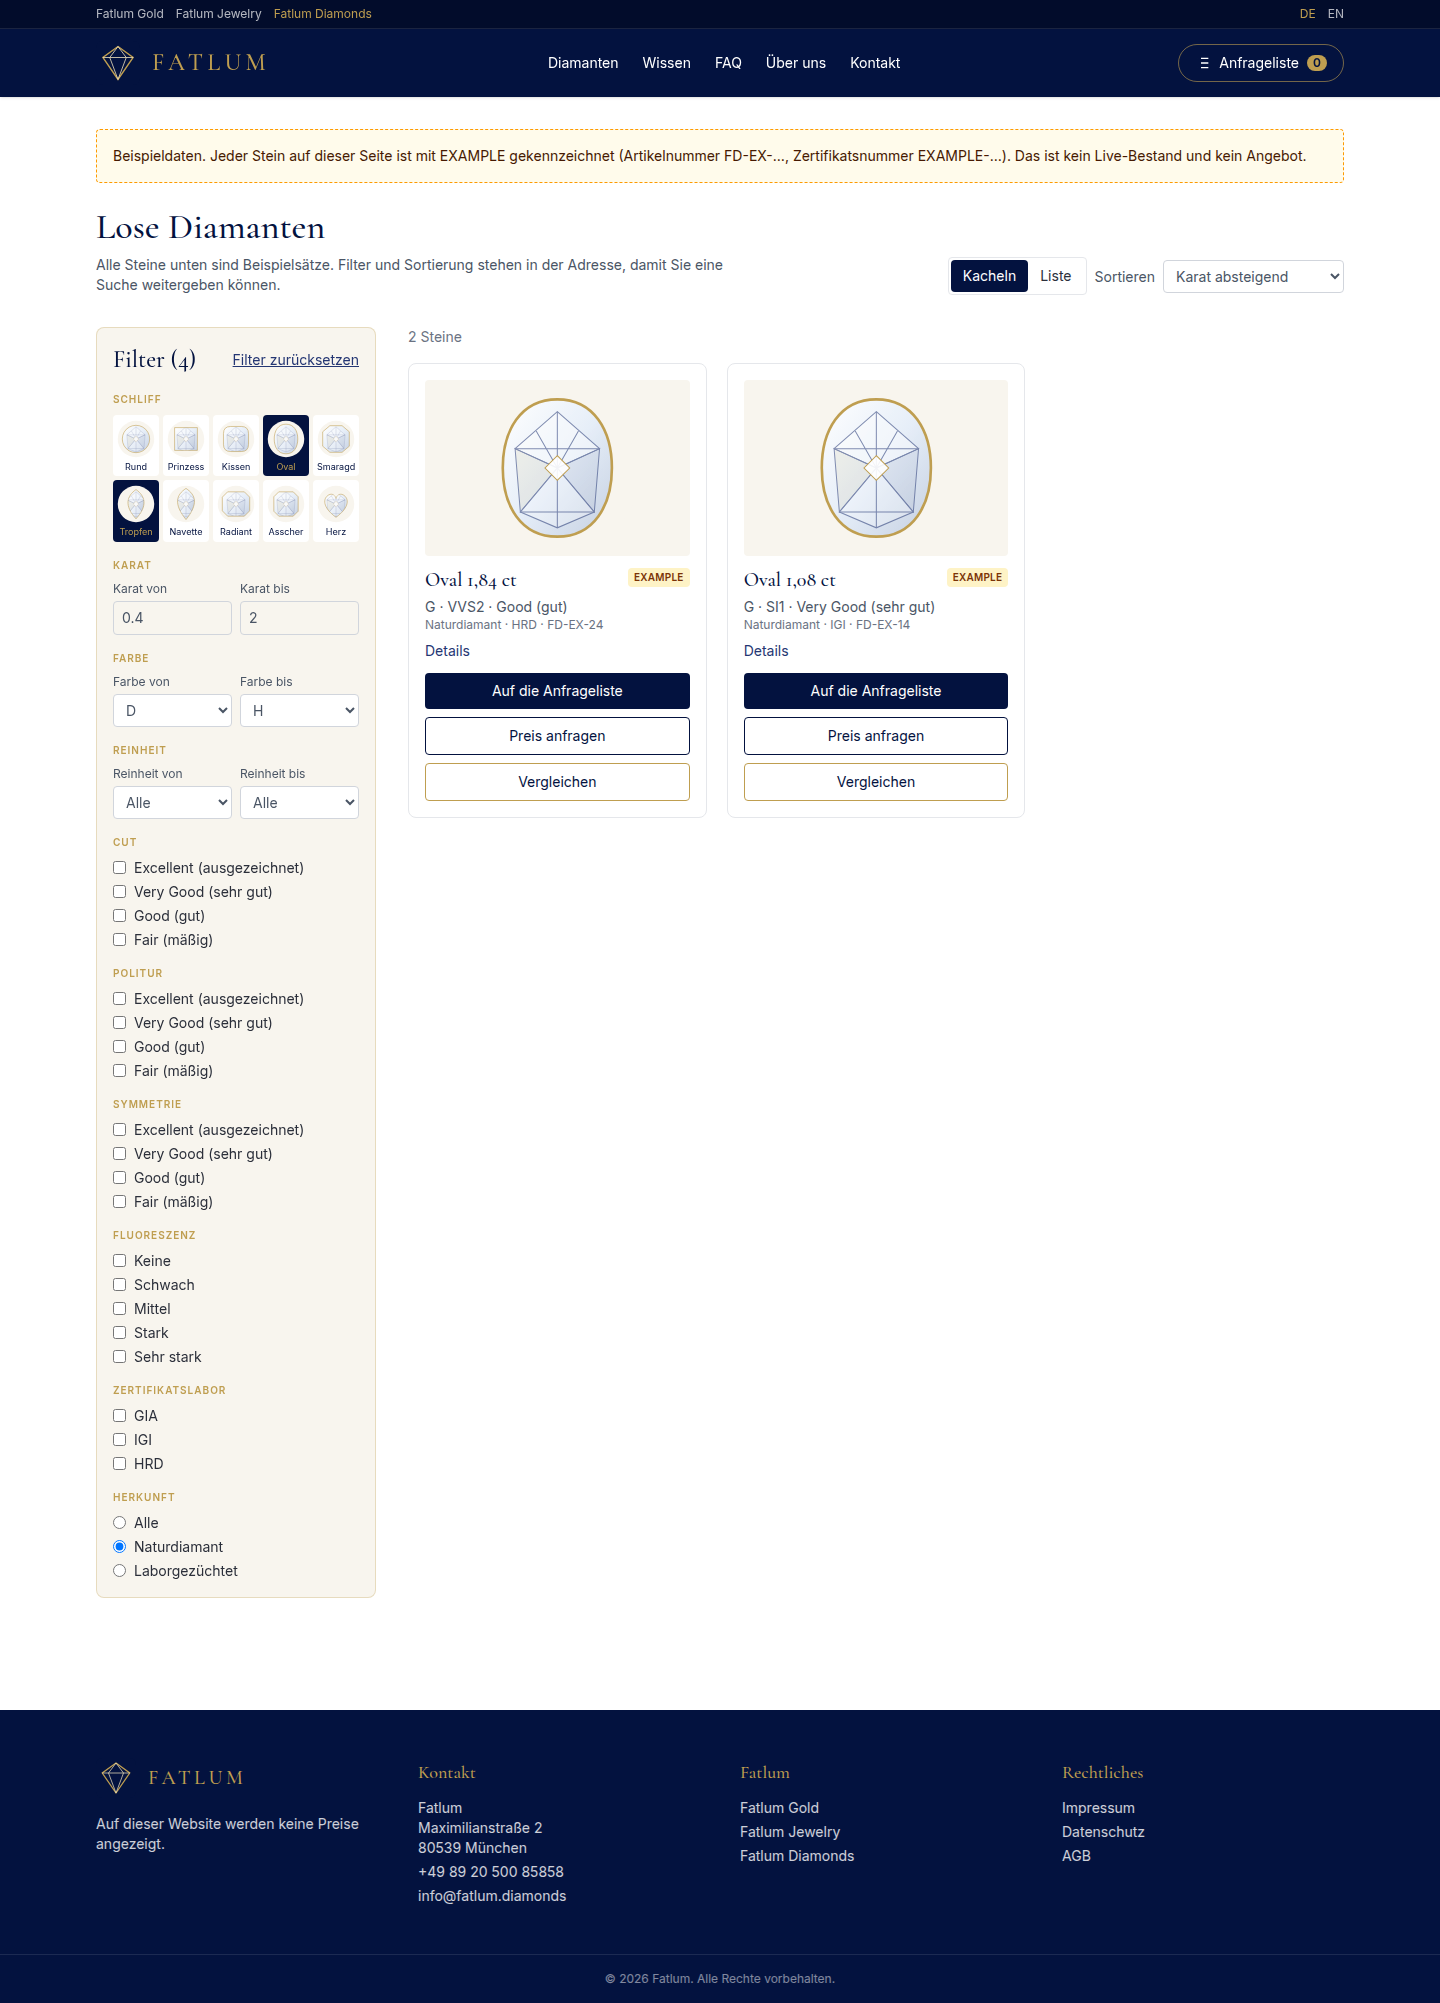 Fatlum Gold Fatlum Jewelry Fatlum Diamonds DE EN
FATLUM Diamanten Wissen FAQ Über uns Kontakt Anfrageliste 0
Beispieldaten. Jeder Stein auf dieser Seite ist mit EXAMPLE gekennzeichnet (Artikelnummer FD-EX-…, Zertifikatsnummer EXAMPLE-…). Das ist kein Live-Bestand und kein Angebot.
Lose Diamanten
Alle Steine unten sind Beispielsätze. Filter und Sortierung stehen in der Adresse, damit Sie eine
Suche weitergeben können.
Kacheln Liste Sortieren Karat absteigend
Filter (4) Filter zurücksetzen
SCHLIFF
Rund Prinzess Kissen Oval Smaragd
Tropfen Navette Radiant Asscher Herz
KARAT
Karat von Karat bis
0.4 2
FARBE
Farbe von Farbe bis
D H
REINHEIT
Reinheit von Reinheit bis
Alle Alle
CUT
Excellent (ausgezeichnet)
Very Good (sehr gut)
Good (gut)
Fair (mäßig)
POLITUR
Excellent (ausgezeichnet)
Very Good (sehr gut)
Good (gut)
Fair (mäßig)
SYMMETRIE
Excellent (ausgezeichnet)
Very Good (sehr gut)
Good (gut)
Fair (mäßig)
FLUORESZENZ
Keine
Schwach
Mittel
Stark
Sehr stark
ZERTIFIKATSLABOR
GIA
IGI
HRD
HERKUNFT
Alle
Naturdiamant
Laborgezüchtet
2 Steine
Oval 1,84 ct EXAMPLE
G · VVS2 · Good (gut)
Naturdiamant · HRD · FD-EX-24
Details
Auf die Anfrageliste
Preis anfragen
Vergleichen
Oval 1,08 ct EXAMPLE
G · SI1 · Very Good (sehr gut)
Naturdiamant · IGI · FD-EX-14
Details
Auf die Anfrageliste
Preis anfragen
Vergleichen
FATLUM
Auf dieser Website werden keine Preise
angezeigt.
Kontakt
Fatlum
Maximilianstraße 2
80539 München
+49 89 20 500 85858
info@fatlum.diamonds
Fatlum
Fatlum Gold
Fatlum Jewelry
Fatlum Diamonds
Rechtliches
Impressum
Datenschutz
AGB
© 2026 Fatlum. Alle Rechte vorbehalten.